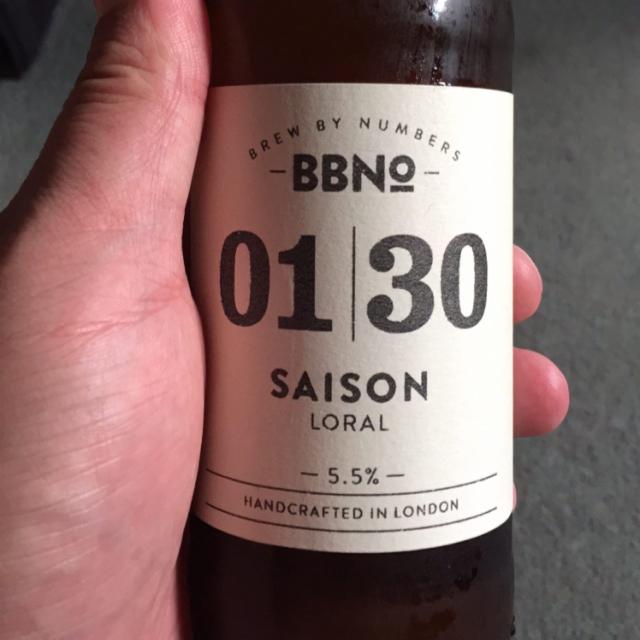 BREW BY NUMBERS
-BBNº-
01|30
SAISON
LORAL
- 5.5% -
HANDCRAFTED IN LONDON